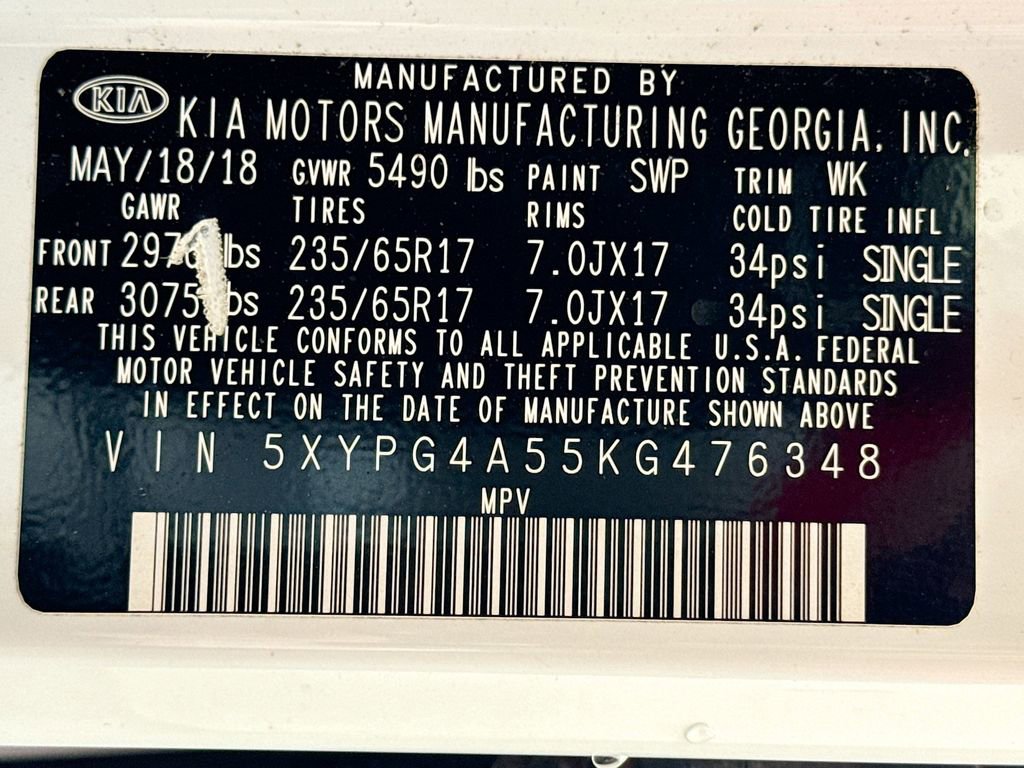 KIA
MANUFACTURED BY
KIA MOTORS MANUFACTURING GEORGIA, INC.
MAY/18/18 GVWR 5490 lbs PAINT SWP TRIM WK
GAWR TIRES RIMS COLD TIRE INFL
FRONT lbs 235/65R17 7.0JX17 34psi SINGLE
REAR 3075 lbs 235/65R17 7.0JX17 34psi SINGLE
THIS VEHICLE CONFORMS TO ALL APPLICABLE U.S.A. FEDERAL
MOTOR VEHICLE SAFETY AND THEFT PREVENTION STANDARDS
IN EFFECT ON THE DATE OF MANUFACTURE SHOWN ABOVE
VIN 5XYPG4A55KG476348
MPV